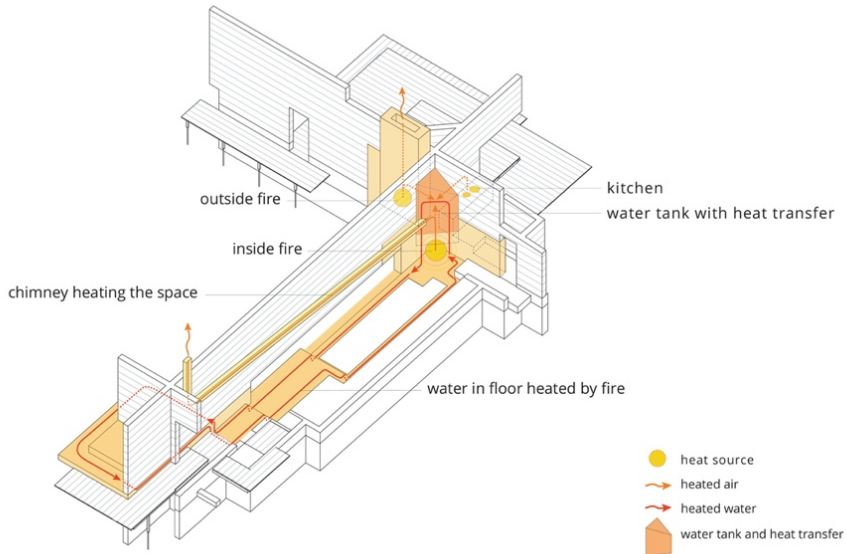 kitchen
outside fire
water tank with heat transfer
inside fire
chimney heating the space
water in floor heated by fire
heat source
heated air
heated water
water tank and heat transfer